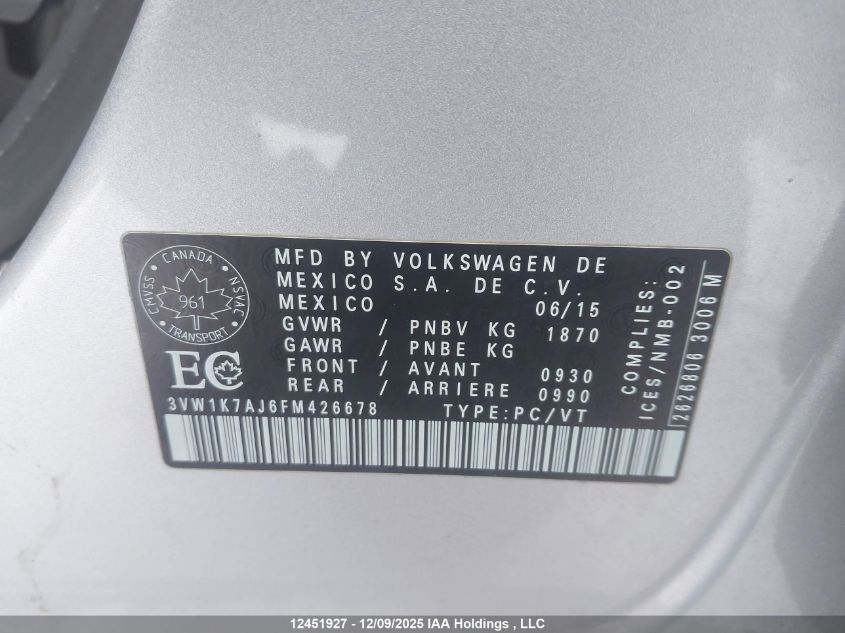 CANADA
CMVSS
NSVAC
961
TRANSPORT
EC
MFD BY VOLKSWAGEN DE
MEXICO S.A. DE C.V.
MEXICO 06/15
GVWR / PNBV KG 1870
GAWR / PNBE KG
FRONT / AVANT 0930
REAR / ARRIERE 0990
3VW1K7AJ6FM426678 TYPE:PC/VT
COMPLIES:
ICES/NMB-002
2626806 3006 M
12451927 - 12/09/2025 IAA Holdings , LLC